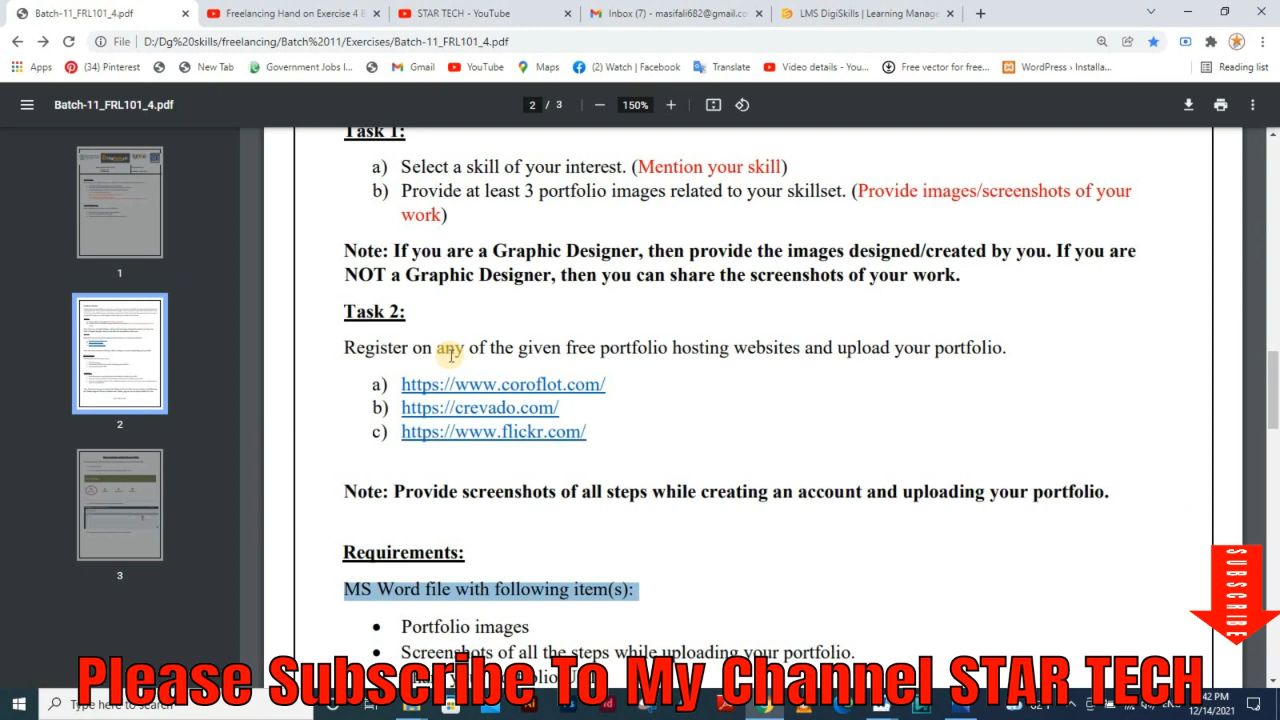 Batch-11_FRL101_4.pdf
Freelancing Hand on Exercise 4 E
STAR TECH - YouTube
Inbox (7) - masifali682@gmail.co
LMS DigiSkills | Learning Manage
File
D:/Dg%20skills/freelancing/Batch%2011/Exercises/Batch-11_FRL101_4.pdf
Apps
(34) Pinterest
New Tab
Government Jobs I...
Gmail
YouTube
Maps
(2) Watch | Facebook
Translate
Video details - You...
Free vector for free...
WordPress › Installa...
Reading list
Batch-11_FRL101_4.pdf
2 / 3
150%
1
2
3
Task 1:
a) Select a skill of your interest. (Mention your skill)
b) Provide at least 3 portfolio images related to your skillset. (Provide images/screenshots of your
work)
Note: If you are a Graphic Designer, then provide the images designed/created by you. If you are
NOT a Graphic Designer, then you can share the screenshots of your work.
Task 2:
Register on any of the given free portfolio hosting websites and upload your portfolio.
a) https://www.coroflot.com/
b) https://crevado.com/
c) https://www.flickr.com/
Note: Provide screenshots of all steps while creating an account and uploading your portfolio.
Requirements:
MS Word file with following item(s):
• Portfolio images
• Screenshots of all the steps while uploading your portfolio.
SUBSCRIBE
Please Subscribe To My Channel STAR TECH
Type here to search
:42 PM
12/14/2021